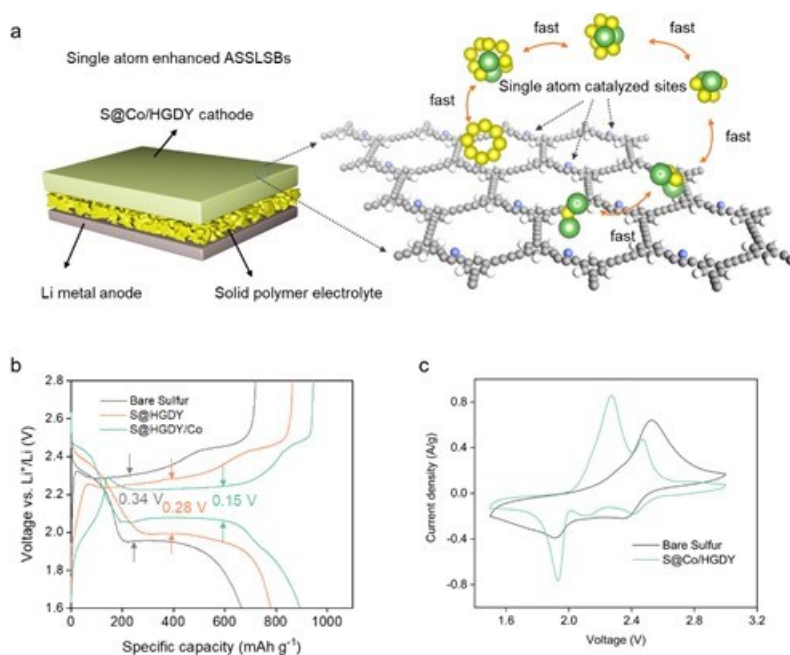 a
Single atom enhanced ASSLSBs
S@Co/HGDY cathode
Li metal anode
Solid polymer electrolyte
fast
fast
fast
Single atom catalyzed sites
fast
fast
b
Voltage vs. Li⁺/Li (V)
2.8
2.6
2.4
2.2
2.0
1.8
1.6
Bare Sulfur
S@HGDY
S@HGDY/Co
0.34 V
0.28 V
0.15 V
0 200 400 600 800 1000
Specific capacity (mAh g⁻¹)
c
Current density (A/g)
0.8
0.4
0.0
-0.4
-0.8
Bare Sulfur
S@Co/HGDY
1.6 2.0 2.4 2.8 3.2
Voltage (V)